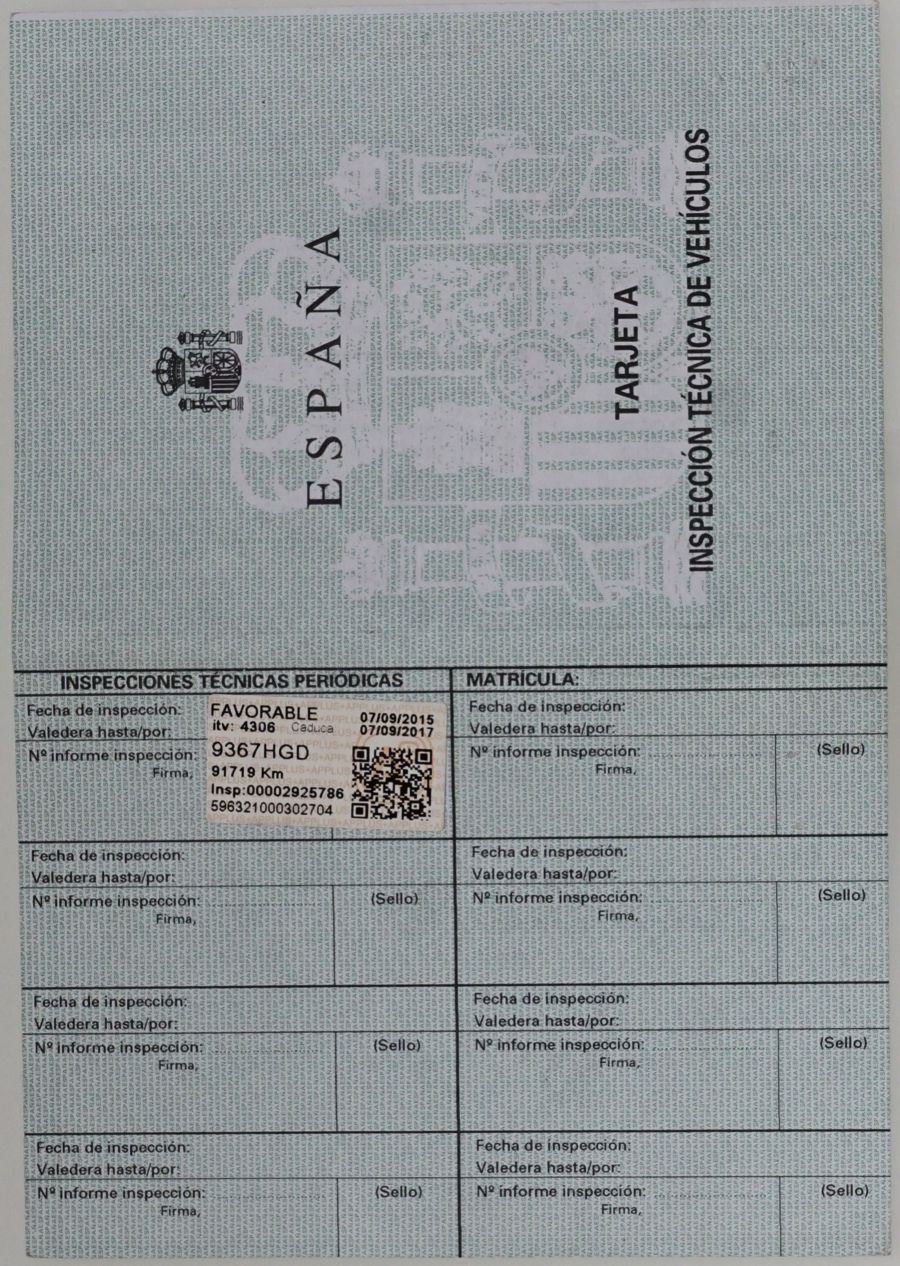 ESPAÑA
TARJETA
INSPECCIÓN TÉCNICA DE VEHÍCULOS
INSPECCIONES TÉCNICAS PERIÓDICAS
Fecha de inspección:
Valedera hasta/por:
Nº informe inspección:
Firma,
FAVORABLE 07/09/2015
itv: 4306 Caduca 07/09/2017
9367HGD
91719 Km
Insp:00002925786
596321000302704
Fecha de inspección:
Valedera hasta/por:
Nº informe inspección:
(Sello)
Firma,
Fecha de inspección:
Valedera hasta/por:
Nº informe inspección:
(Sello)
Firma,
Fecha de inspección:
Valedera hasta/por:
Nº informe inspección:
(Sello)
Firma,
MATRÍCULA:
Fecha de inspección:
Valedera hasta/por:
Nº informe inspección:
(Sello)
Firma,
Fecha de inspección:
Valedera hasta/por:
Nº informe inspección:
(Sello)
Firma,
Fecha de inspección:
Valedera hasta/por:
Nº informe inspección:
(Sello)
Firma,
Fecha de inspección:
Valedera hasta/por:
Nº informe inspección:
(Sello)
Firma,